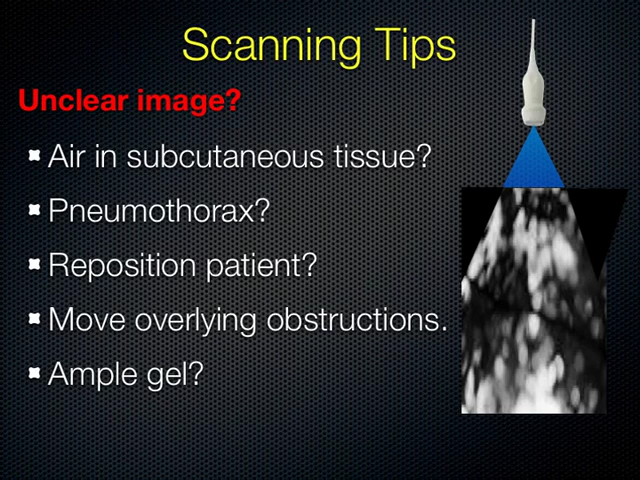 Scanning Tips
Unclear image?
Air in subcutaneous tissue?
Pneumothorax?
Reposition patient?
Move overlying obstructions.
Ample gel?